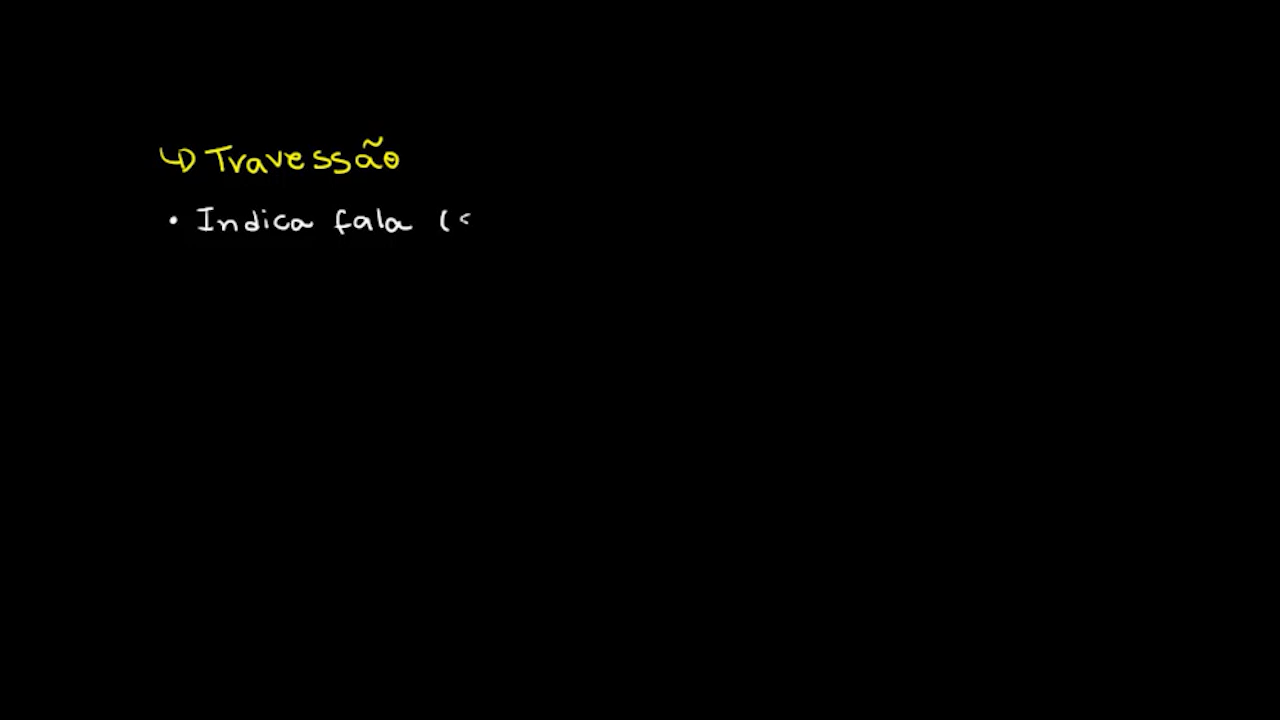 ↳ Travessão
• Indica fala (